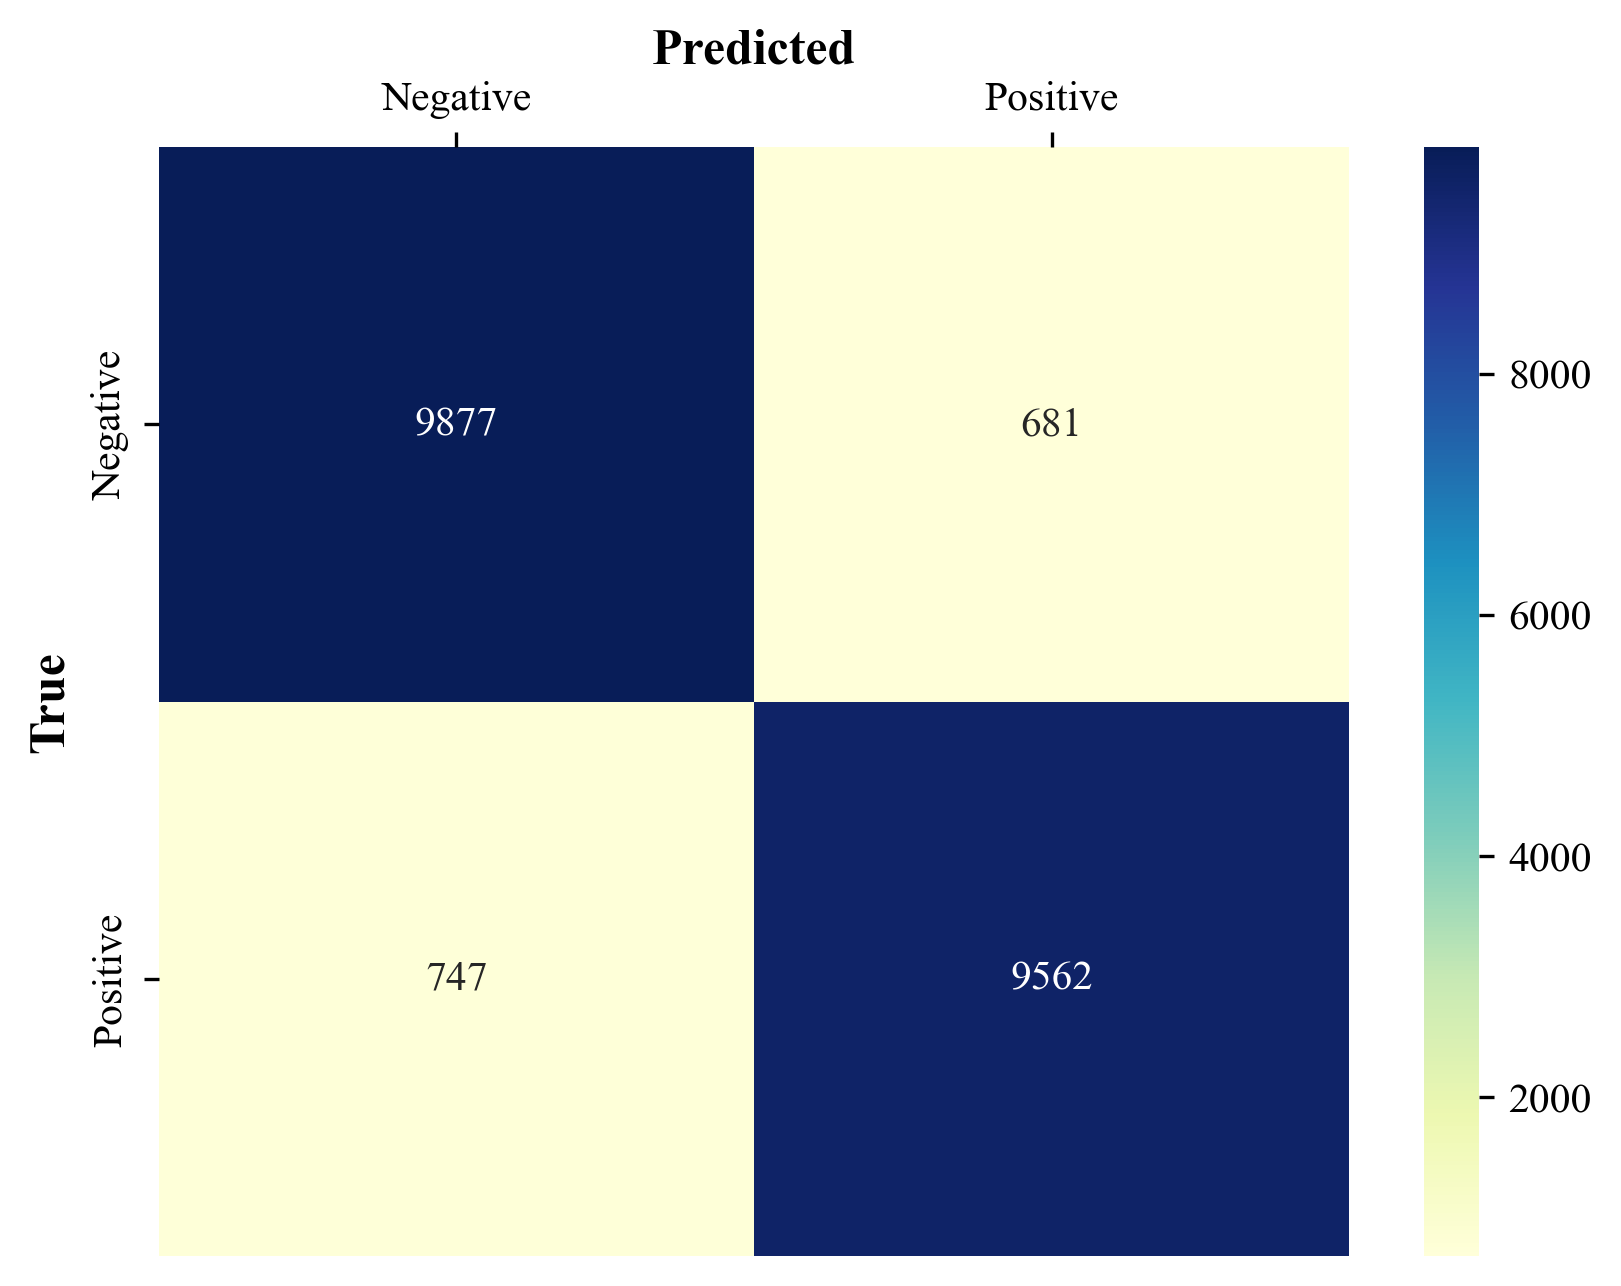 Predicted
Negative Positive
True
Negative
9877 681
Positive
747 9562
8000
6000
4000
2000